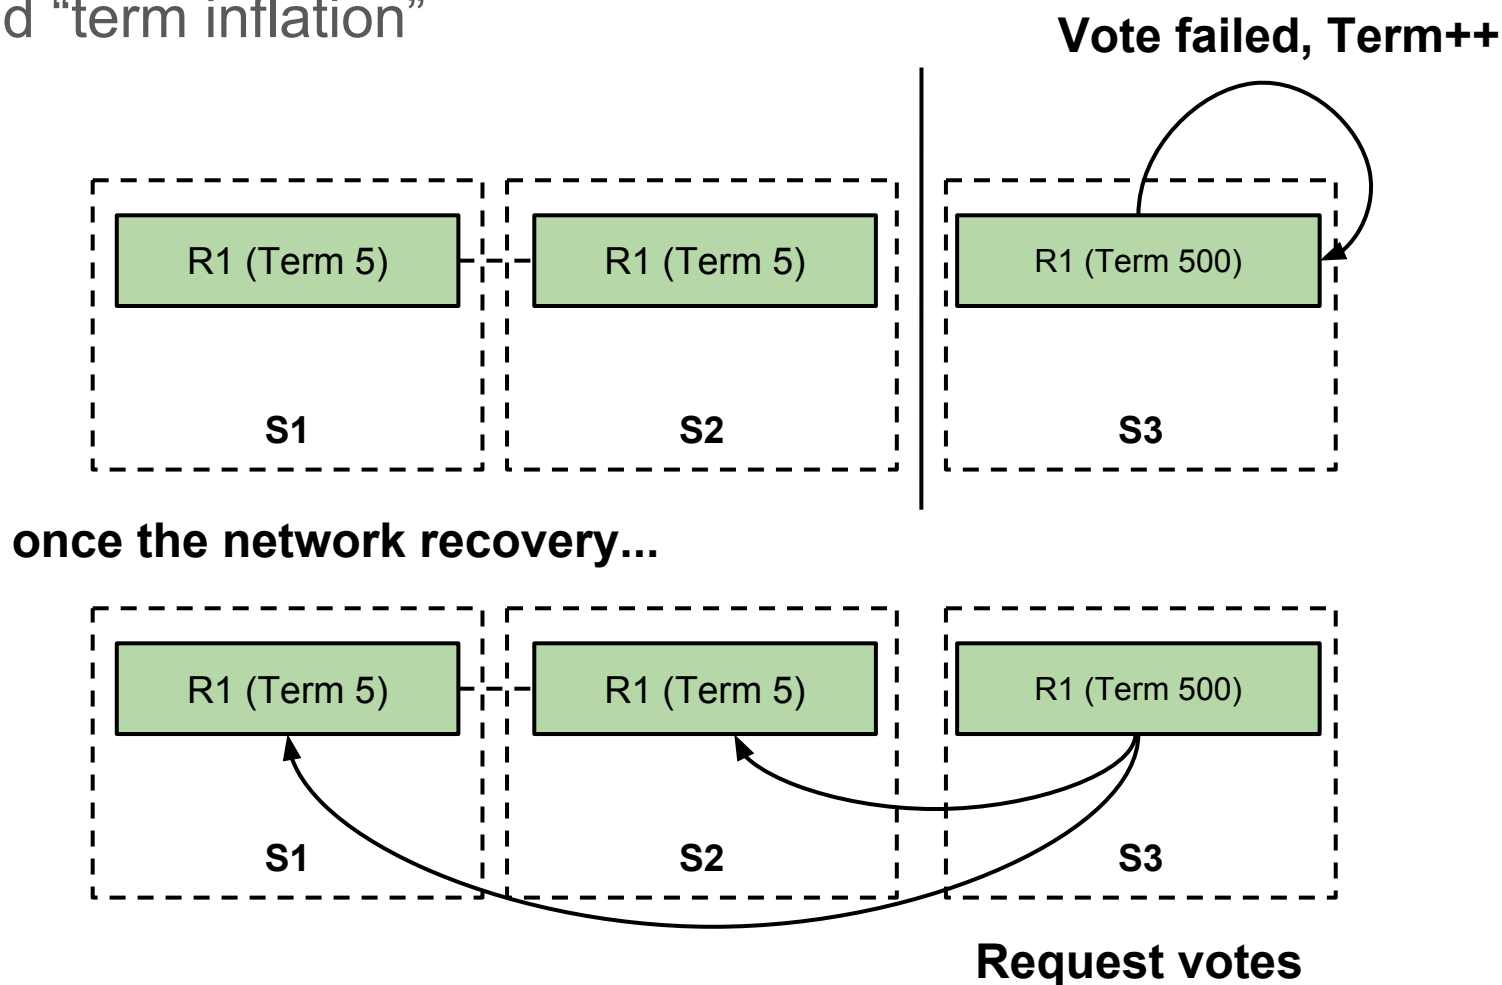 d “term inflation”
Vote failed, Term++
R1 (Term 5)
R1 (Term 5)
R1 (Term 500)
S1
S2
S3
once the network recovery...
R1 (Term 5)
R1 (Term 5)
R1 (Term 500)
S1
S2
S3
Request votes